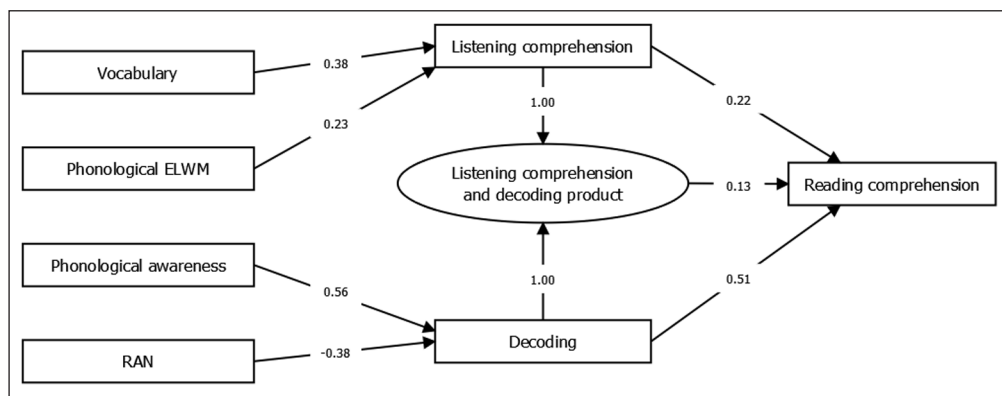 Vocabulary
Phonological ELWM
Phonological awareness
RAN
0.38
0.23
0.56
-0.38
Listening comprehension
1.00
Listening comprehension
and decoding product
1.00
Decoding
0.22
0.13
0.51
Reading comprehension